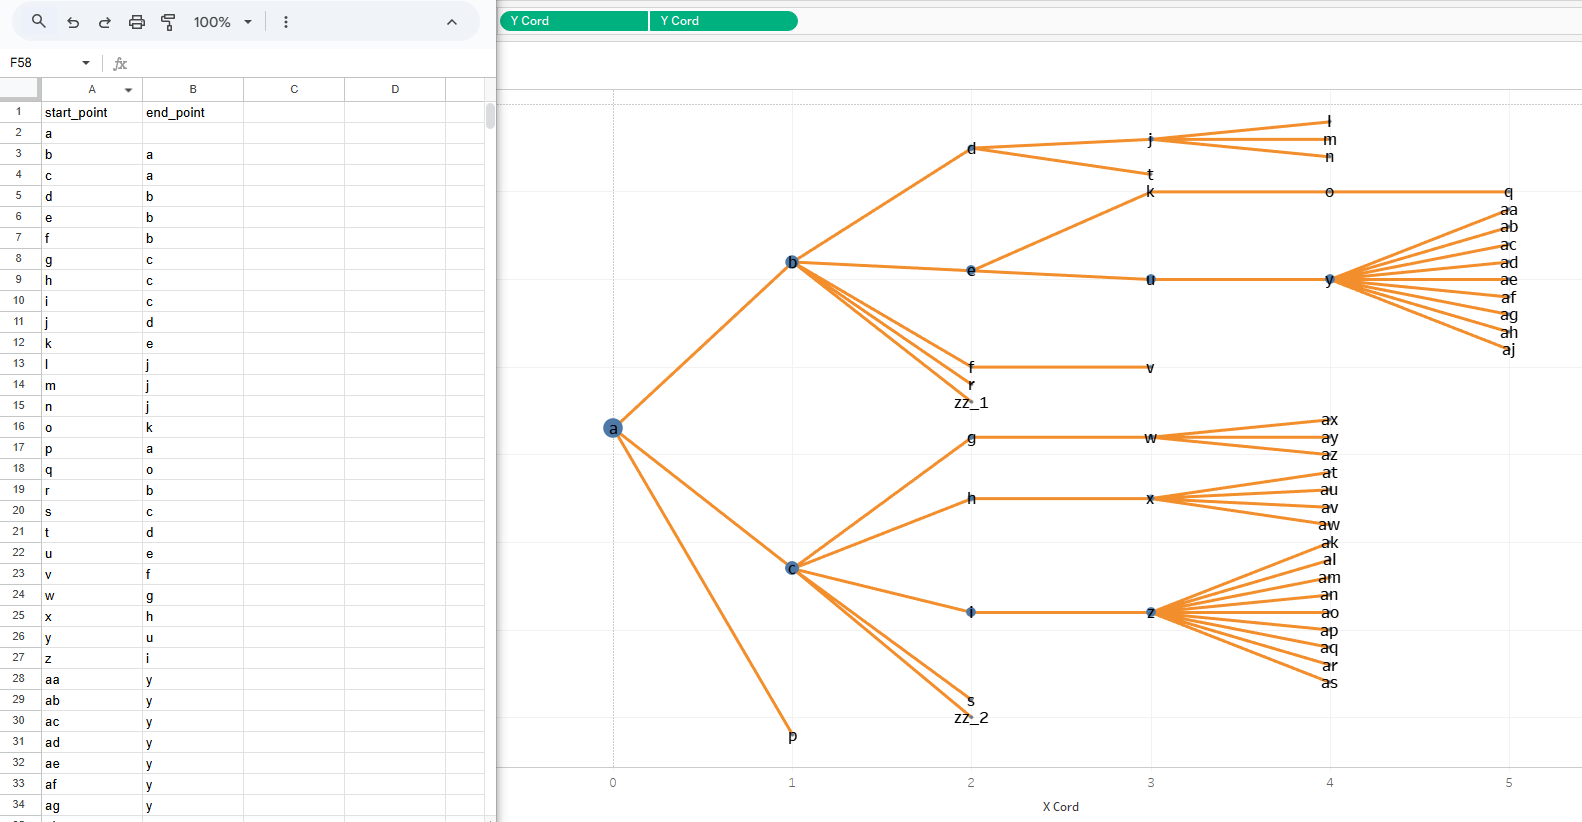 100%
F58 fx
A B C D
1 start_point end_point
2 a
3 b a
4 c a
5 d b
6 e b
7 f b
8 g c
9 h c
10 i c
11 j d
12 k e
13 l j
14 m j
15 n j
16 o k
17 p a
18 q o
19 r b
20 s c
21 t d
22 u e
23 v f
24 w g
25 x h
26 y u
27 z i
28 aa y
29 ab y
30 ac y
31 ad y
32 ae y
33 af y
34 ag y
Y Cord Y Cord
l
d j m
n
t
k o q
aa
ab
ac
b ad
e u y ae
af
ag
ah
aj
f v
r
zz_1
ax
a g w ay
az
at
au
h x av
aw
ak
al
c am
an
i z ao
ap
aq
ar
as
s
zz_2
p
0 1 2 3 4 5
X Cord